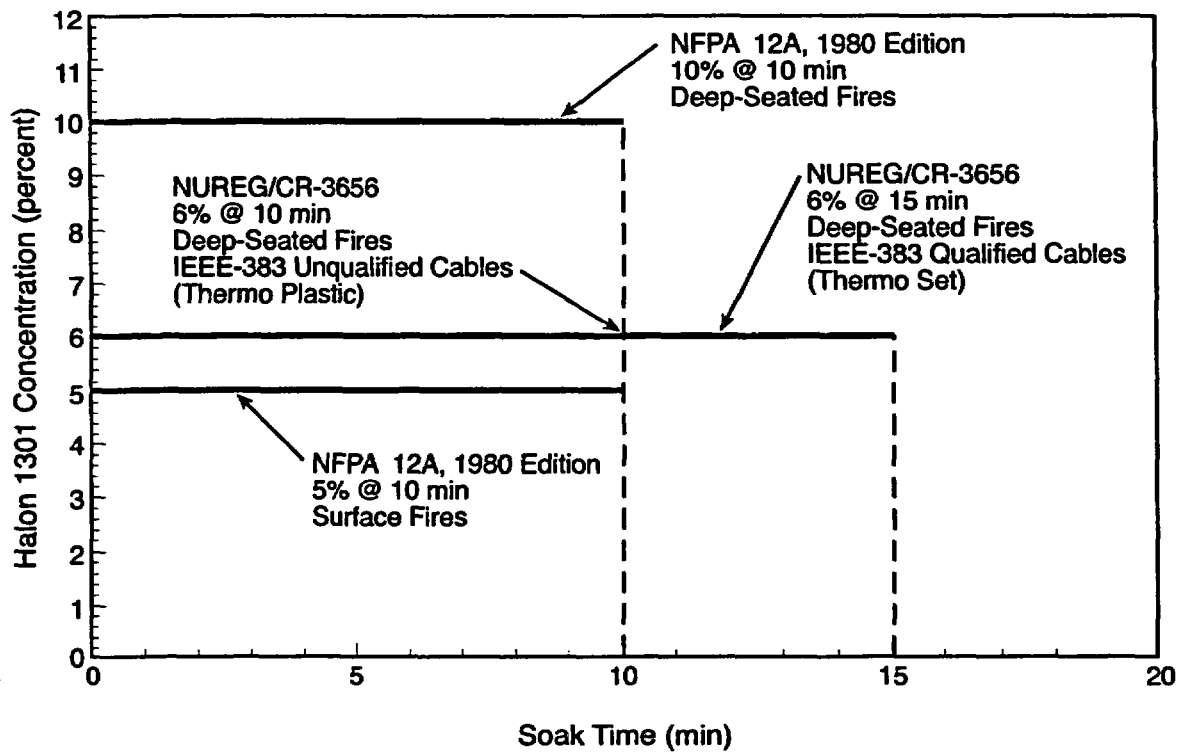 12
11
10
9
8
7
6
5
4
3
2
1
0
Halon 1301 Concentration (percent)
NFPA 12A, 1980 Edition
10% @ 10 min
Deep-Seated Fires
NUREG/CR-3656
6% @ 10 min
Deep-Seated Fires
IEEE-383 Unqualified Cables
(Thermo Plastic)
NUREG/CR-3656
6% @ 15 min
Deep-Seated Fires
IEEE-383 Qualified Cables
(Thermo Set)
NFPA 12A, 1980 Edition
5% @ 10 min
Surface Fires
0
5
10
15
20
Soak Time (min)